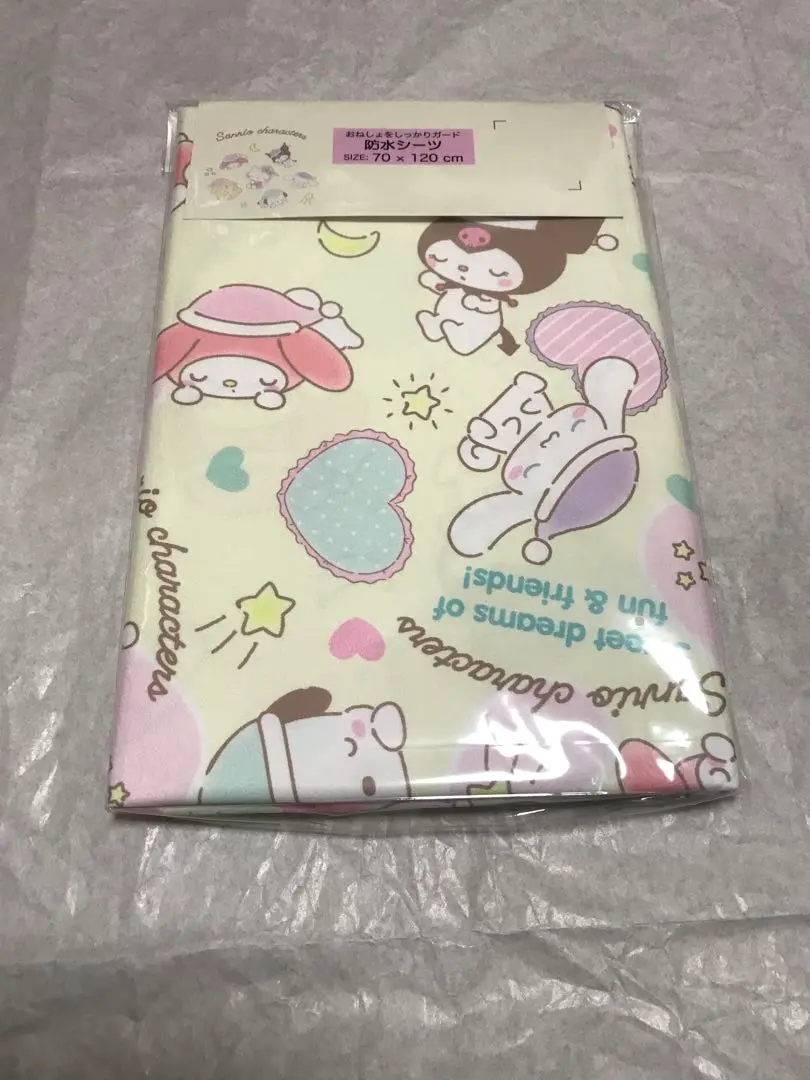 Sanrio characters
おねしょをしっかりガード
防水シーツ
SIZE: 70 × 120 cm
characters
dreams of
fun & friends!
Sanrio characters